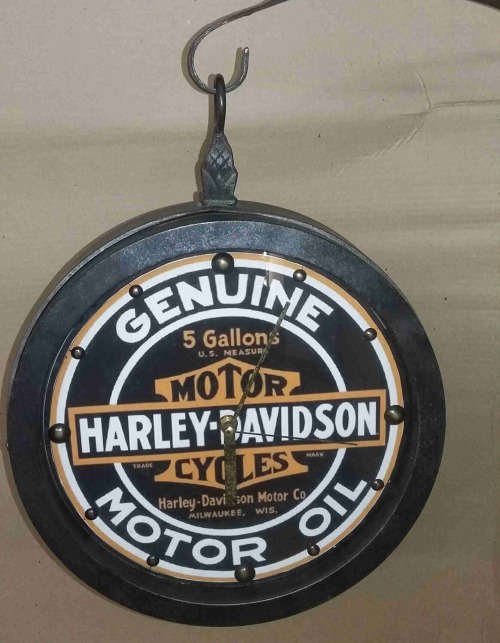 GENUINE
5 Gallons
U.S. MEASURE
MOTOR
HARLEY-DAVIDSON
TRADE MARK
CYCLES
Harley-Davidson Motor Co
MILWAUKEE, WIS.
MOTOR OIL